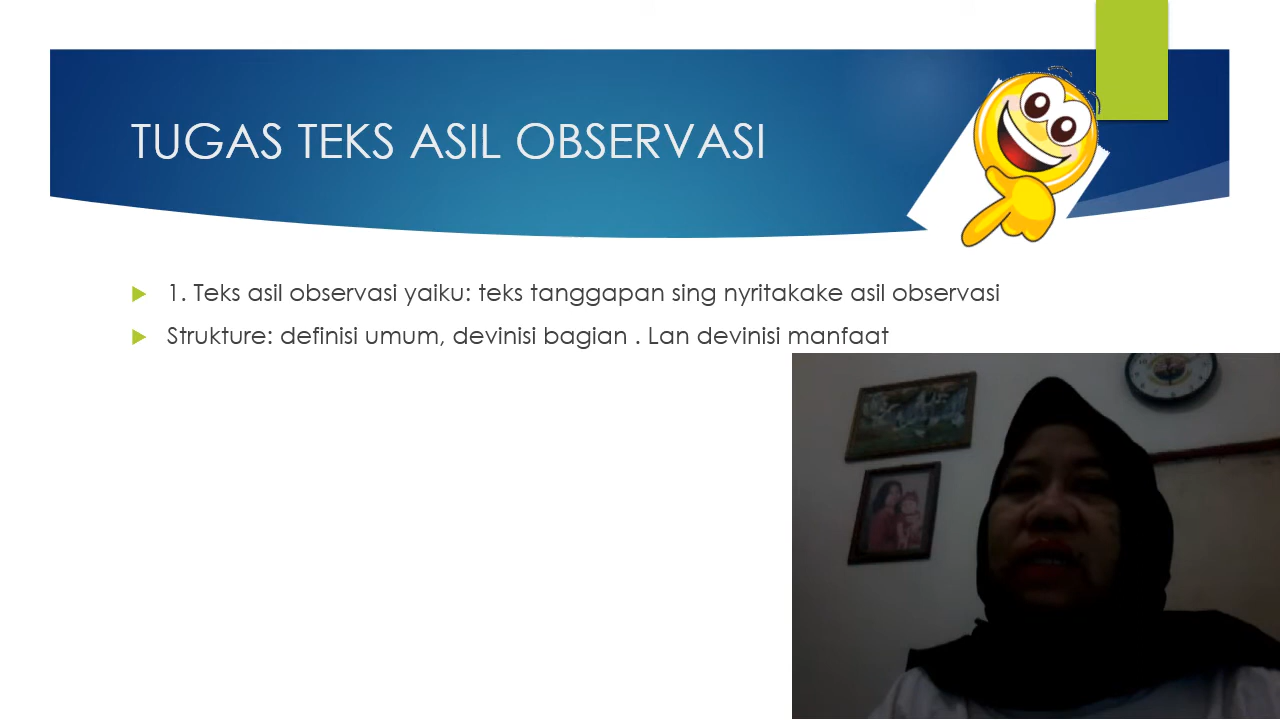 TUGAS TEKS ASIL OBSERVASI
1. Teks asil observasi yaiku: teks tanggapan sing nyritakake asil observasi
Strukture: definisi umum, devinisi bagian . Lan devinisi manfaat